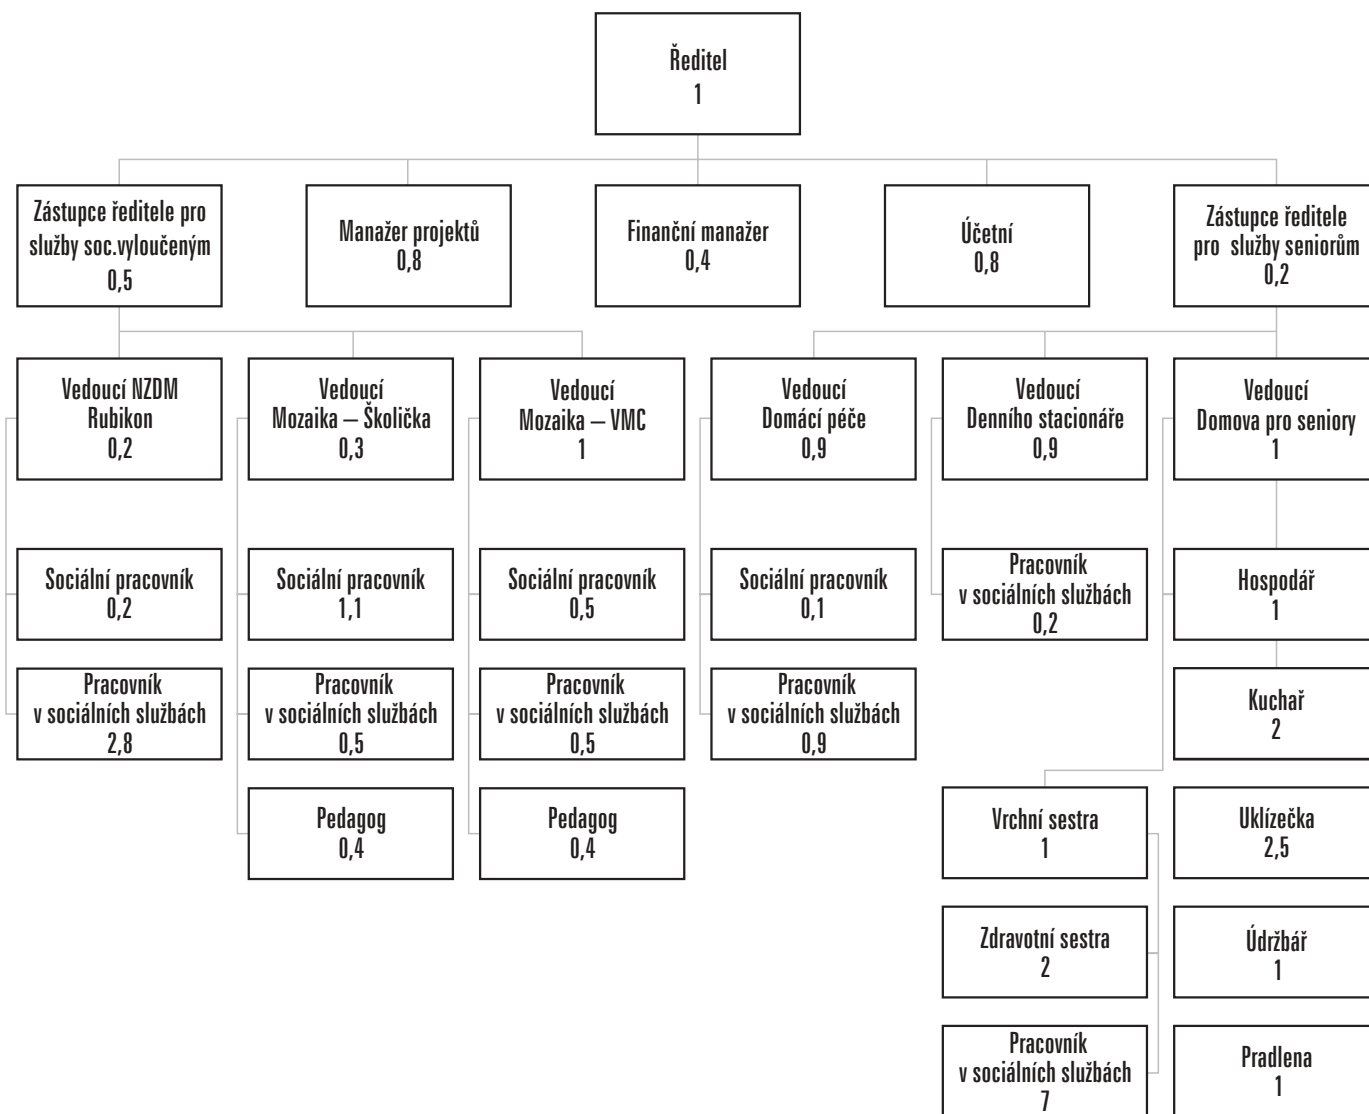 Ředitel
1
Zástupce ředitele pro
služby soc.vyloučeným
0,5
Manažer projektů
0,8
Finanční manažer
0,4
Účetní
0,8
Zástupce ředitele
pro služby seniorům
0,2
Vedoucí NZDM
Rubikon
0,2
Vedoucí
Mozaika – Školička
0,3
Vedoucí
Mozaika – VMC
1
Vedoucí
Domácí péče
0,9
Vedoucí
Denního stacionáře
0,9
Vedoucí
Domova pro seniory
1
Sociální pracovník
0,2
Sociální pracovník
1,1
Sociální pracovník
0,5
Sociální pracovník
0,1
Pracovník
v sociálních službách
0,2
Hospodář
1
Pracovník
v sociálních službách
2,8
Pracovník
v sociálních službách
0,5
Pracovník
v sociálních službách
0,5
Pracovník
v sociálních službách
0,9
Kuchař
2
Pedagog
0,4
Pedagog
0,4
Vrchní sestra
1
Uklízečka
2,5
Zdravotní sestra
2
Údržbář
1
Pracovník
v sociálních službách
7
Pradlena
1